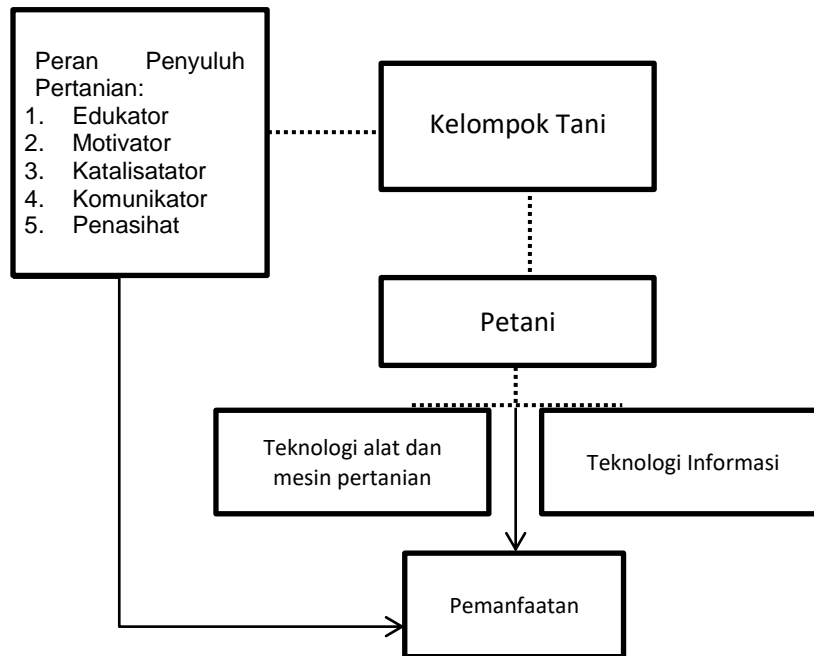 Peran Penyuluh
Pertanian:
1. Edukator
2. Motivator
3. Katalisatator
4. Komunikator
5. Penasihat
Kelompok Tani
Petani
Teknologi alat dan
mesin pertanian
Teknologi Informasi
Pemanfaatan